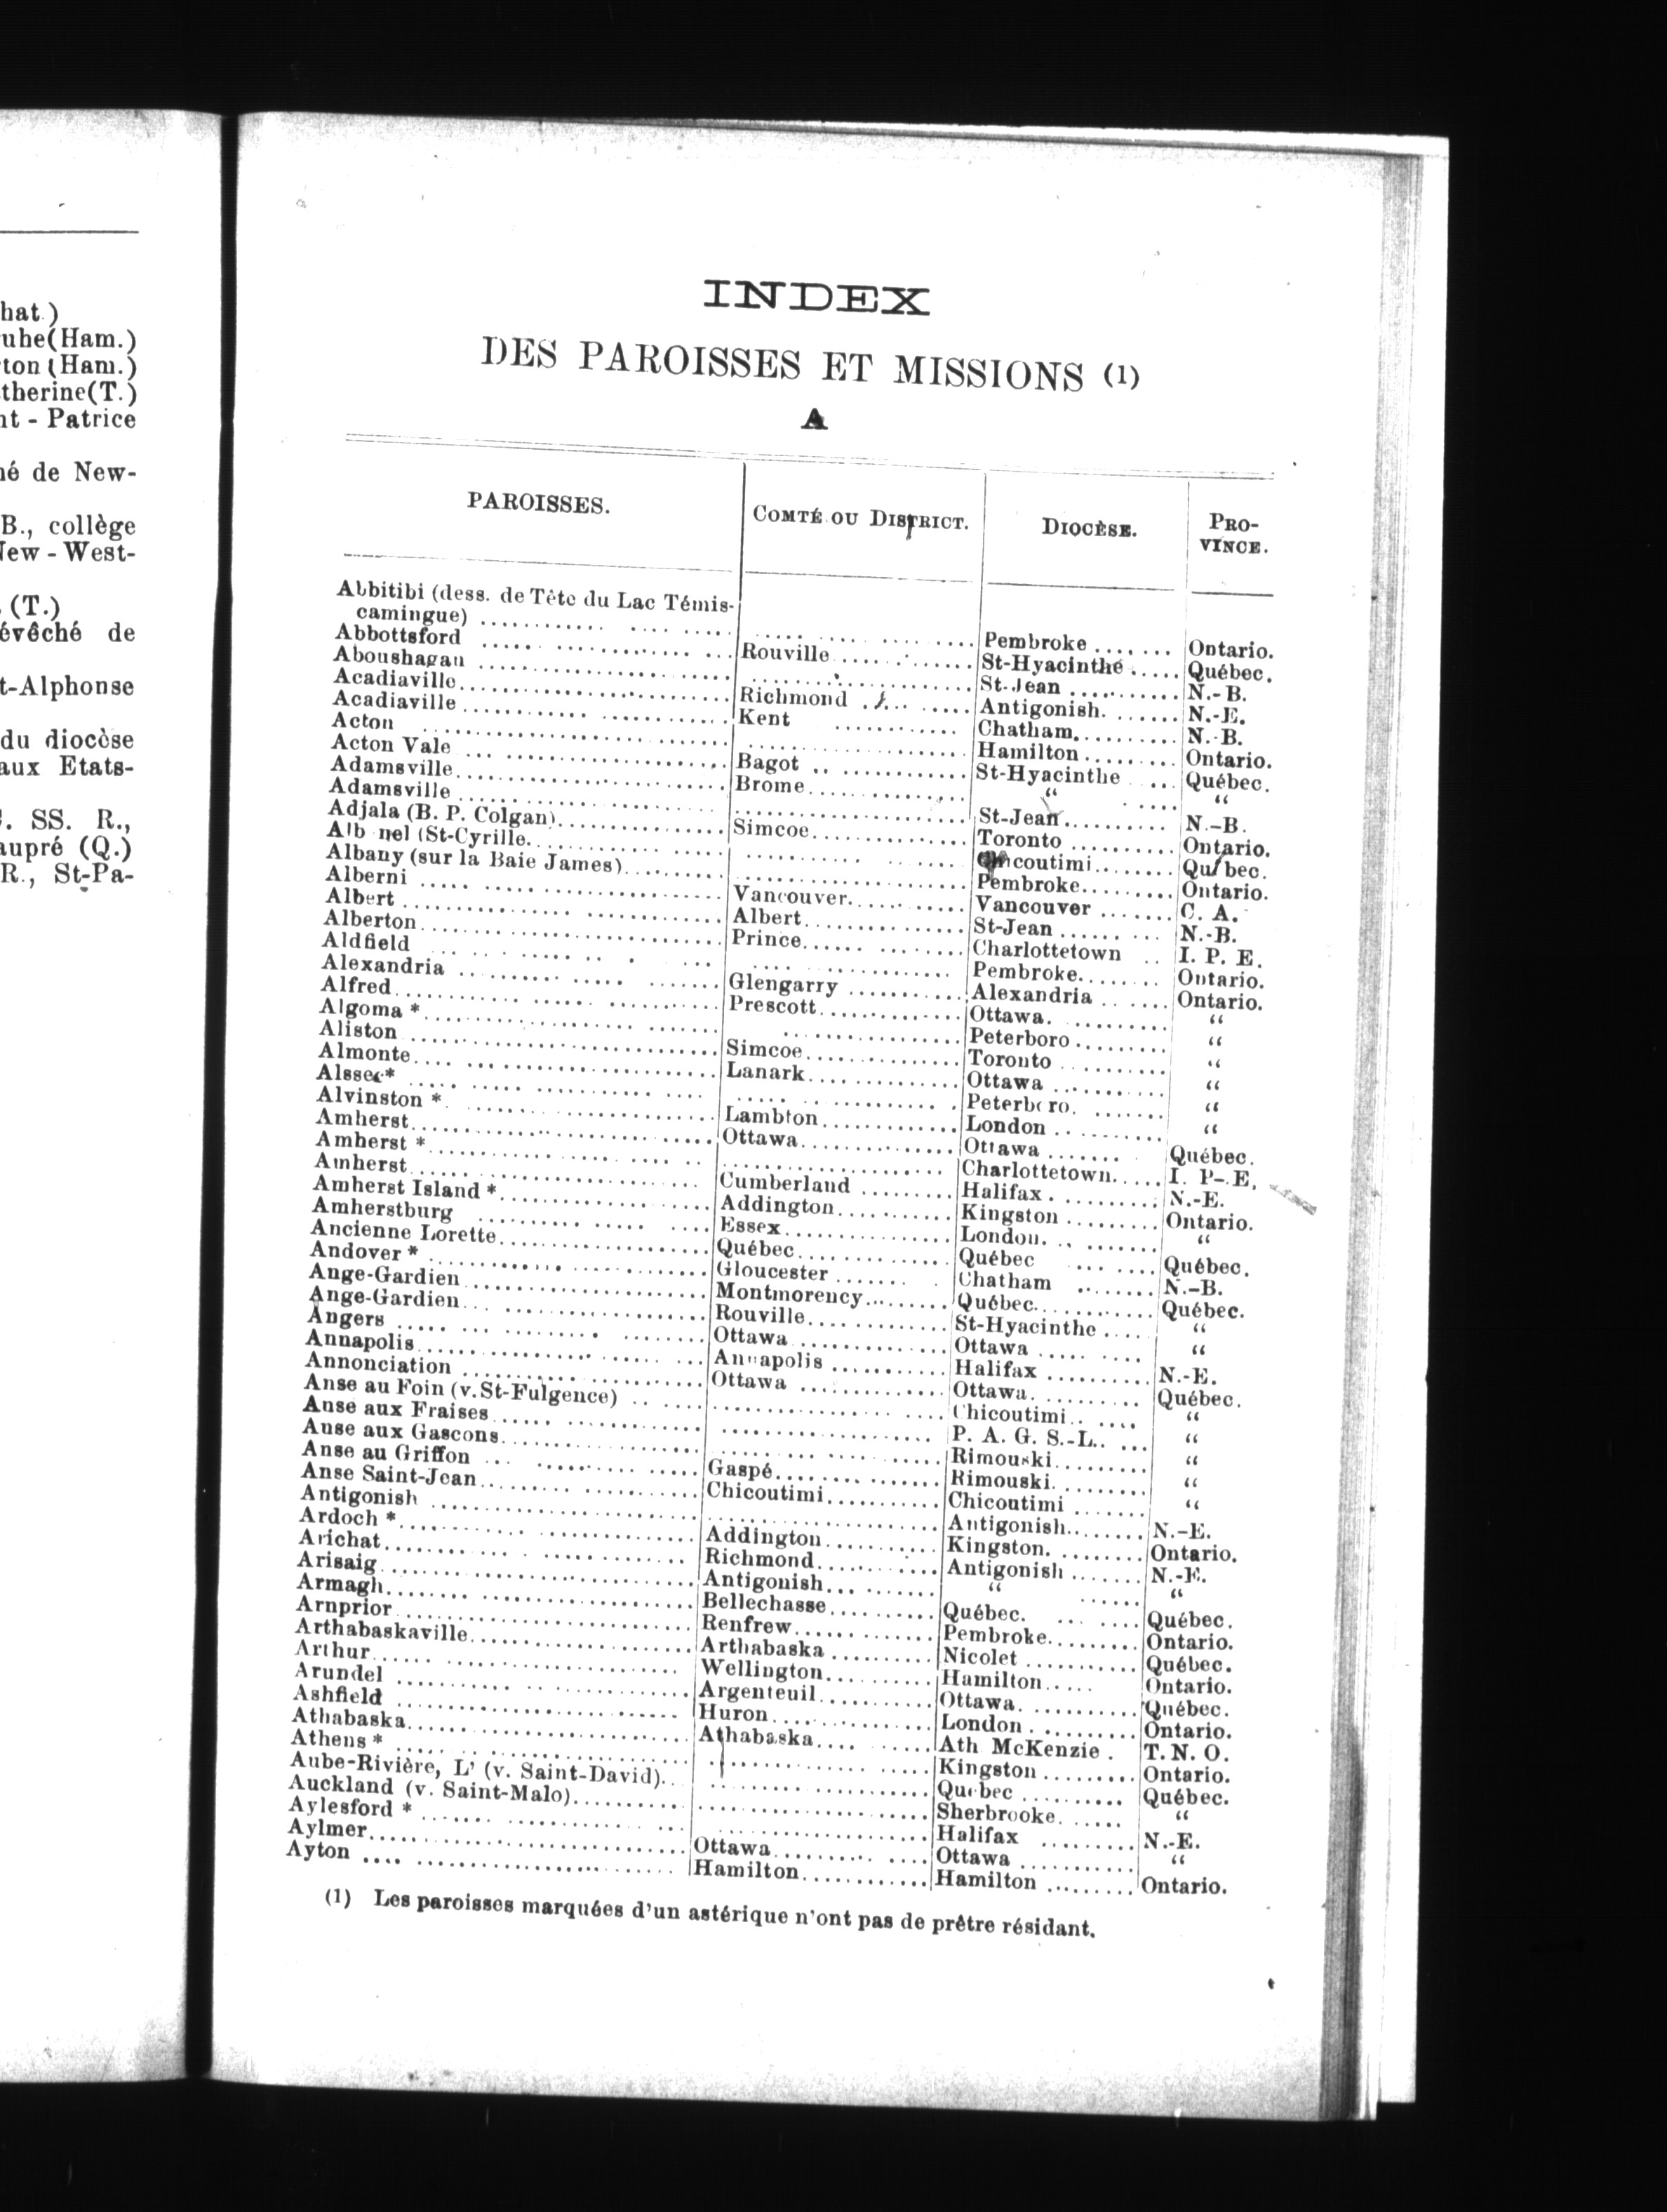 hat.)
uhe(Ham.)
ton (Ham.)
therine(T.)
nt - Patrice
é de New-
B., collège
New - West-
. (T.)
évêché de
t-Alphonse
du diocèse
aux Etats-
. SS. R.,
aupré (Q.)
R., St-Pa-
INDEX
DES PAROISSES ET MISSIONS (1)
A
PAROISSES. COMTÉ OU DISTRICT. DIOCÈSE. PRO-
VINCE.
Abbitibi (dess. de Tête du Lac Témis-
camingue) Pembroke Ontario.
Abbottsford Rouville St-Hyacinthe Québec.
Aboushagan St-Jean N.-B.
Acadiaville Richmond Antigonish. N.-E.
Acadiaville Kent Chatham. N.-B.
Acton Hamilton Ontario.
Acton Vale Bagot St-Hyacinthe Québec.
Adamsville Brome “ “
Adamsville St-Jean N.-B.
Adjala (B. P. Colgan) Simcoe Toronto Ontario.
Alb nel (St-Cyrille. Chicoutimi Québec.
Albany (sur la Baie James) Pembroke Ontario.
Alberni Vancouver Vancouver C. A.
Albert Albert St-Jean N.-B.
Alberton Prince Charlottetown I. P. E.
Aldfield Pembroke Ontario.
Alexandria Glengarry Alexandria Ontario.
Alfred Prescott Ottawa. “
Algoma * Peterboro “
Aliston Simcoe Toronto “
Almonte Lanark Ottawa “
Alssec* Peterboro. “
Alvinston * Lambton London “
Amherst Ottawa Ottawa Québec.
Amherst * Charlottetown I. P-.E.
Amherst Cumberland Halifax N.-E.
Amherst Island * Addington Kingston Ontario.
Amherstburg Essex London. “
Ancienne Lorette Québec Québec Québec.
Andover * Gloucester Chatham N.-B.
Ange-Gardien Montmorency Québec Québec.
Ange-Gardien Rouville St-Hyacinthe “
Angers Ottawa Ottawa “
Annapolis Annapolis Halifax N.-E.
Annonciation Ottawa Ottawa Québec.
Anse au Foin (v. St-Fulgence) Chicoutimi “
Anse aux Fraises P. A. G. S.-L. “
Anse aux Gascons Rimouski “
Anse au Griffon Gaspé Rimouski. “
Anse Saint-Jean Chicoutimi Chicoutimi “
Antigonish Antigonish N.-E.
Ardoch * Addington Kingston. Ontario.
Arichat Richmond Antigonish N.-E.
Arisaig Antigonish “ “
Armagh Bellechasse Québec. Québec.
Arnprior Renfrew Pembroke Ontario.
Arthabaskaville Arthabaska Nicolet Québec.
Arthur Wellington Hamilton Ontario.
Arundel Argenteuil Ottawa Québec.
Ashfield Huron London Ontario.
Athabaska Athabaska Ath McKenzie . T. N. O.
Athens * Kingston Ontario.
Aube-Rivière, L' (v. Saint-David) Quebec Québec.
Auckland (v. Saint-Malo) Sherbrooke “
Aylesford * Halifax N.-E.
Aylmer Ottawa Ottawa “
Ayton Hamilton Hamilton Ontario.
(1) Les paroisses marquées d'un astérique n'ont pas de prêtre résidant.